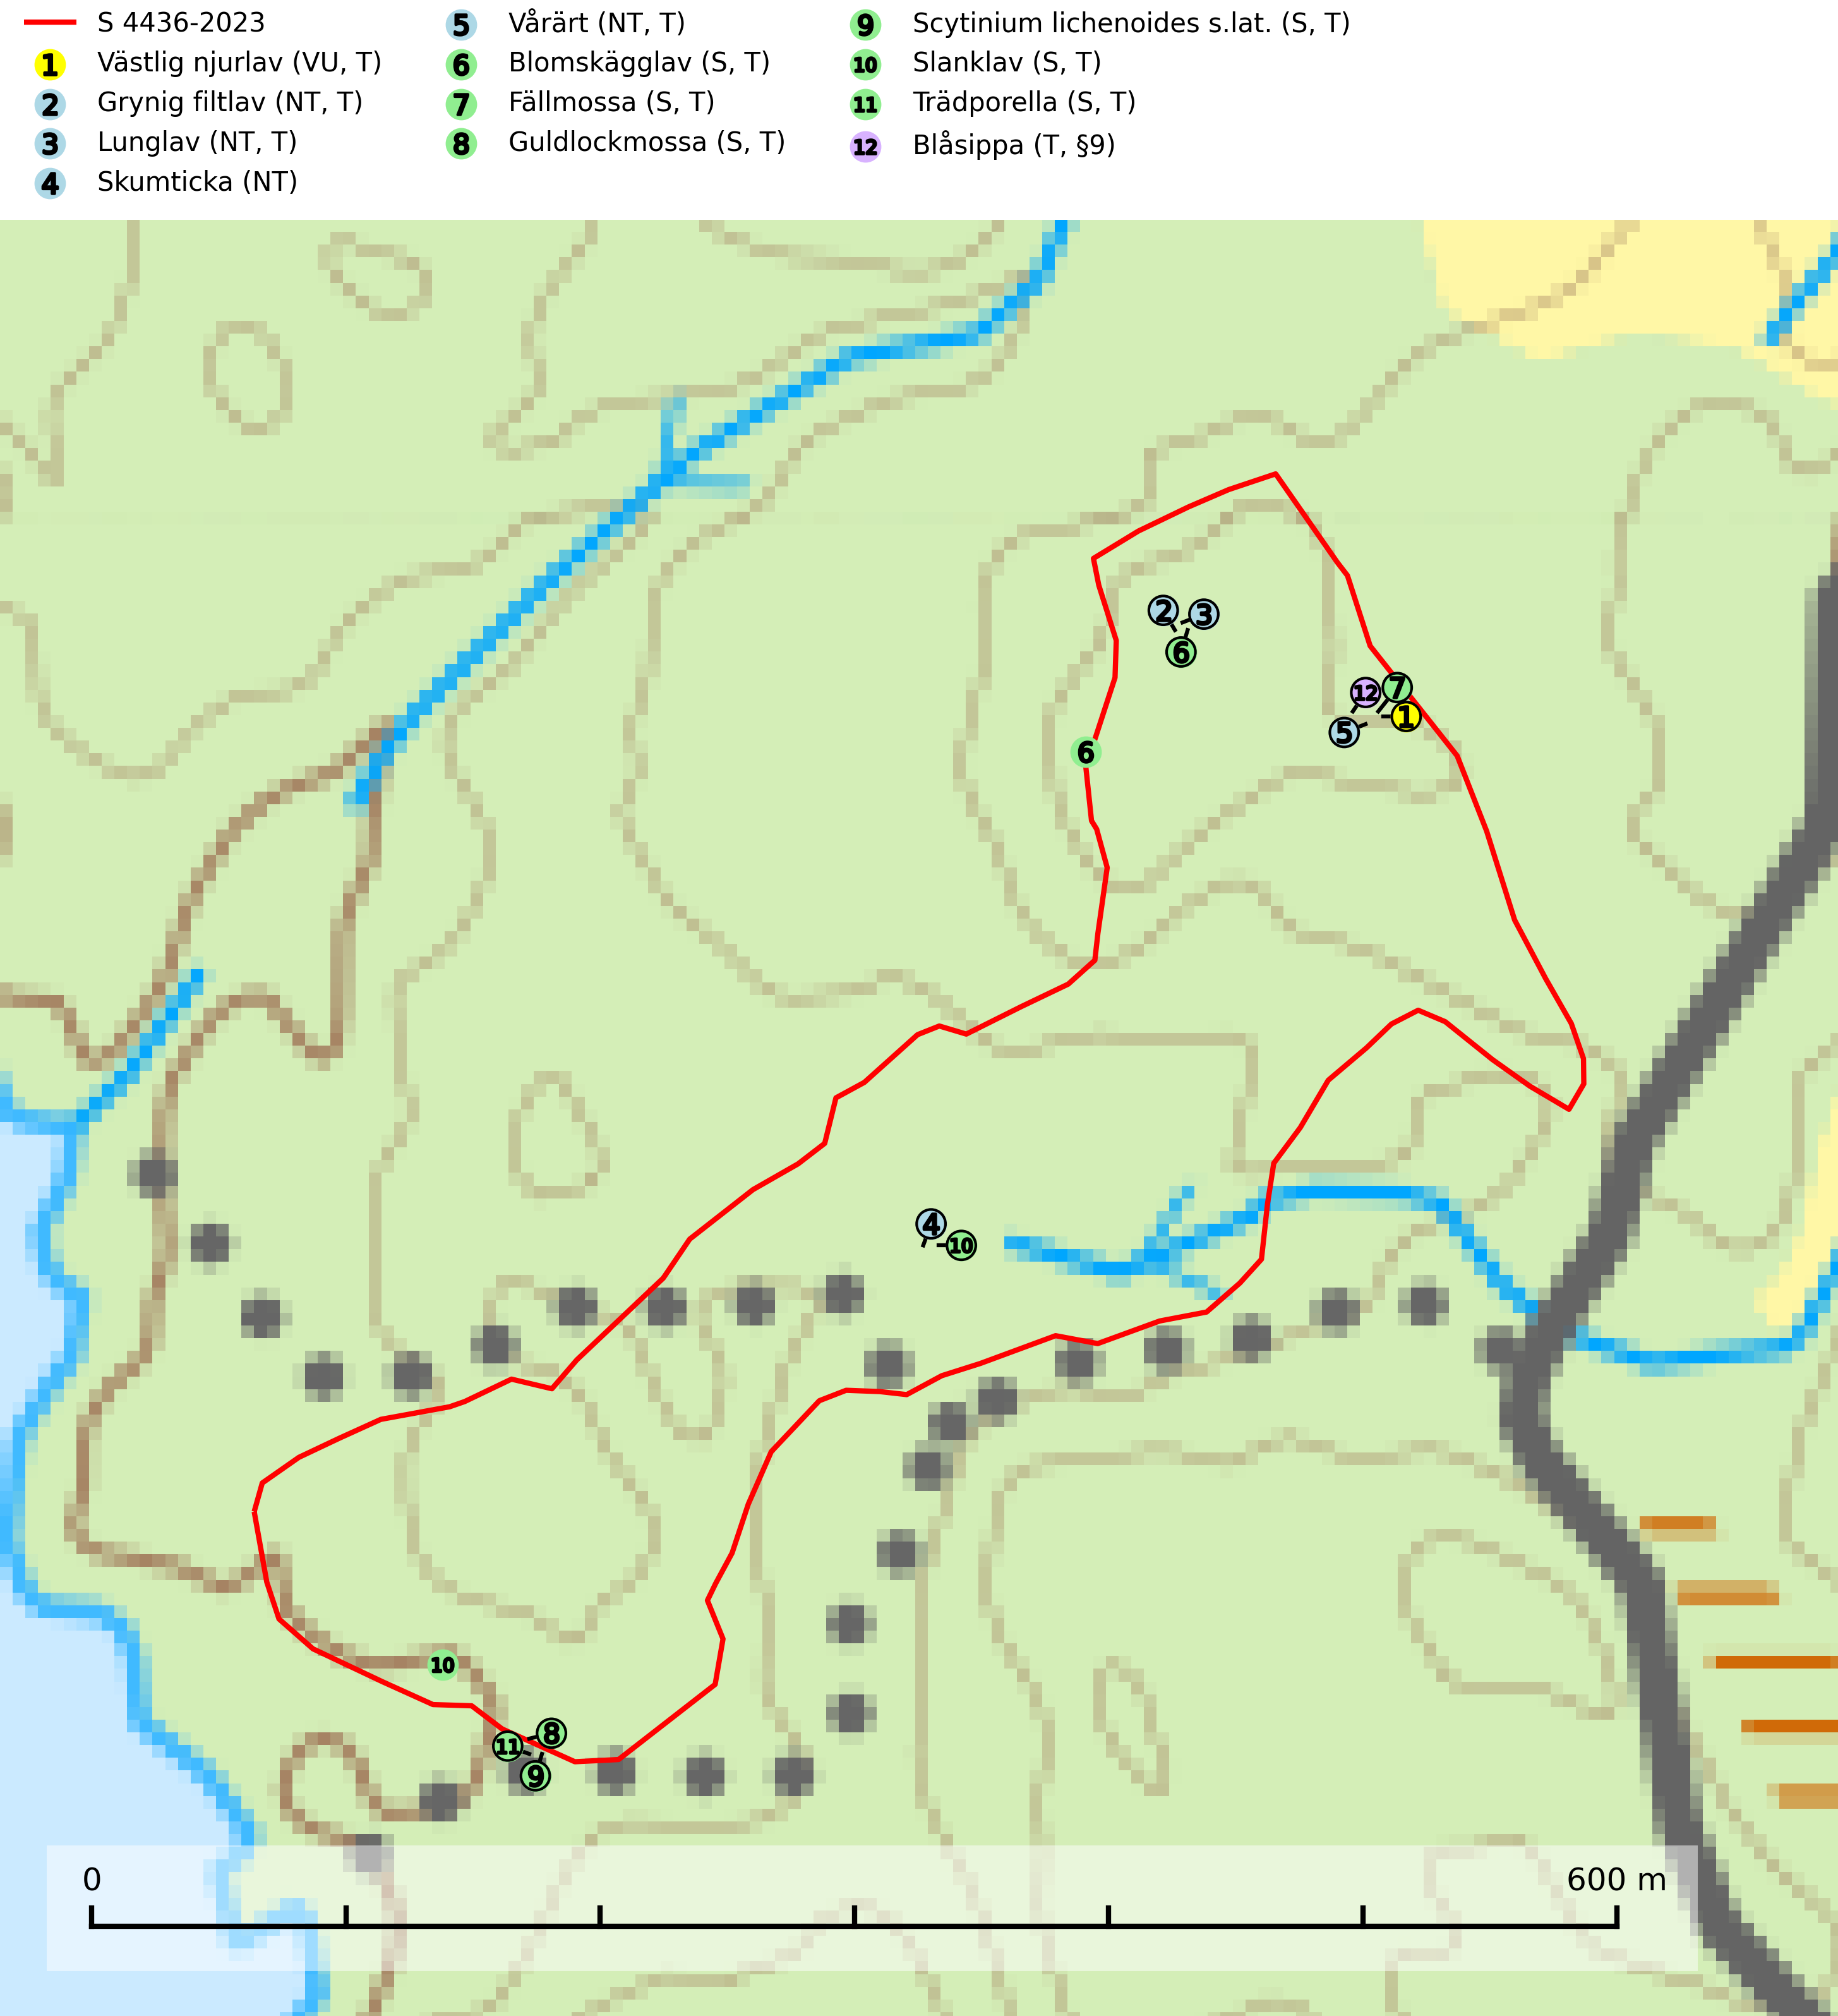 S 4436-2023
1 Västlig njurlav (VU, T)
2 Grynig filtlav (NT, T)
3 Lunglav (NT, T)
4 Skumticka (NT)
5 Vårärt (NT, T)
6 Blomskägglav (S, T)
7 Fällmossa (S, T)
8 Guldlockmossa (S, T)
9 Scytinium lichenoides s.lat. (S, T)
10 Slanklav (S, T)
11 Trädporella (S, T)
12 Blåsippa (T, §9)
2 3
6
12 7
5 1
6
4 10
10
11 8
9
0 600 m